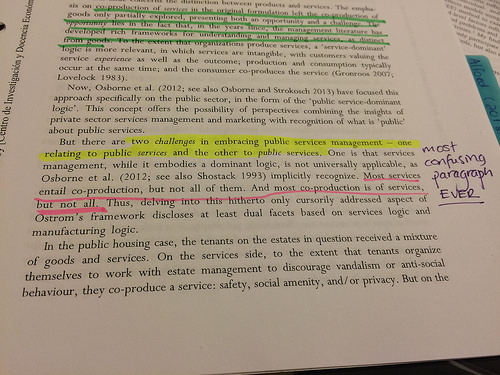 concerns the distinction between products and services. The empha-
sis on co-production of services in the original formulation left the co-production of
goods only partially explored, presenting both an opportunity and a challenge. The
opportunity lies in the fact that, in the years since, the management literature has
developed rich frameworks for understanding and managing services, as distinct
from goods. To the extent that organizations produce services, a 'service-dominant
logic' is more relevant, in which services are intangible, with customers valuing the
service experience as well as the outcome; production and consumption typically
occur at the same time; and the consumer co-produces the service (Gronroos 2007;
Lovelock 1983).
Now, Osborne et al. (2012; see also Osborne and Strokosch 2013) have focused this
approach specifically on the public sector, in the form of the 'public service-dominant
logic'. This concept offers the possibility of combining the insights of
private sector services management and marketing with recognition of what is 'public'
about public services.
But there are two challenges in embracing public services management – one
relating to public services and the other to public services. One is that services
management, while it embodies a dominant logic, is not universally applicable, as
Osborne et al. (2012; see also Shostack 1993) implicitly recognize. Most services
entail co-production, but not all of them. And most co-production is of services,
but not all. Thus, delving into this hitherto only cursorily addressed aspect of
Ostrom's framework discloses at least dual facets based on services logic and
manufacturing logic.
In the public housing case, the tenants on the estates in question received a mixture
of goods and services. On the services side, to the extent that tenants organize
themselves to work with estate management to discourage vandalism or anti-social
behaviour, they co-produce a service: safety, social amenity, and/or privacy. But on the
most
confusing
paragraph
EVER
[Centro de Investigación y Docencia Econó
Alford